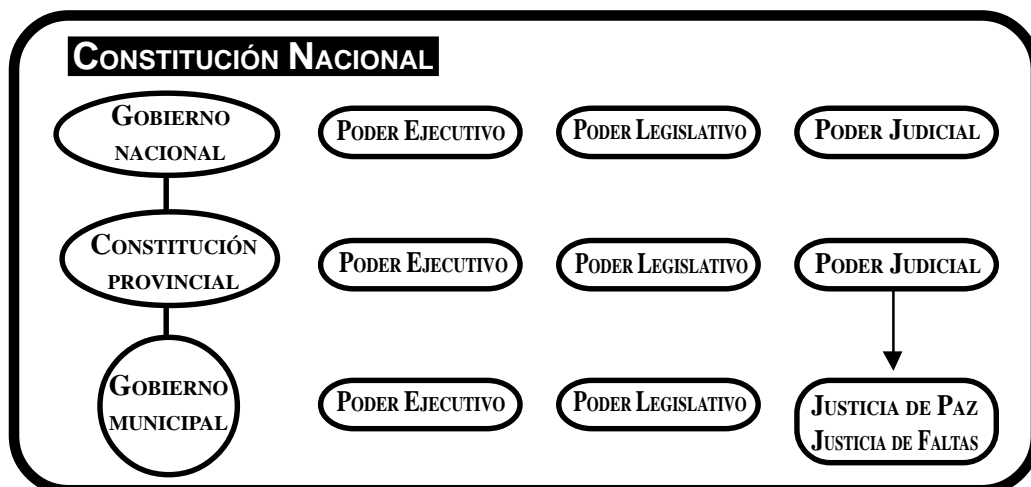 CONSTITUCIÓN NACIONAL
GOBIERNO
NACIONAL
PODER EJECUTIVO
PODER LEGISLATIVO
PODER JUDICIAL
CONSTITUCIÓN
PROVINCIAL
PODER EJECUTIVO
PODER LEGISLATIVO
PODER JUDICIAL
GOBIERNO
MUNICIPAL
PODER EJECUTIVO
PODER LEGISLATIVO
JUSTICIA DE PAZ
JUSTICIA DE FALTAS